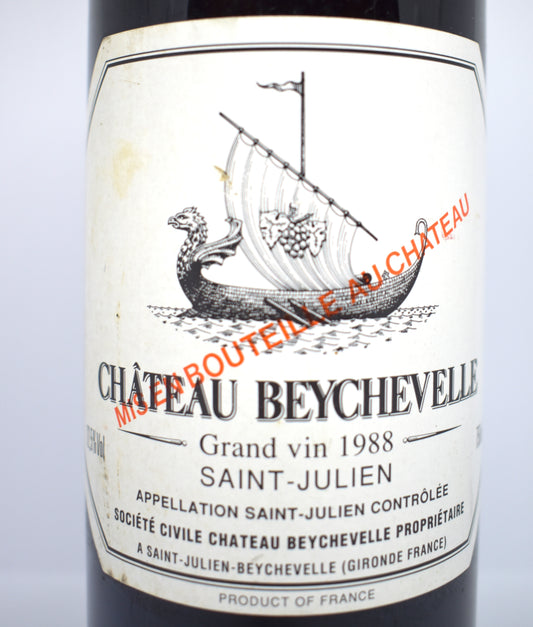 MIS EN BOUTEILLE AU CHATEAU
CHÂTEAU BEYCHEVELLE
Grand vin 1988
SAINT-JULIEN
APPELLATION SAINT-JULIEN CONTRÔLÉE
SOCIÉTÉ CIVILE CHATEAU BEYCHEVELLE PROPRIÉTAIRE
A SAINT-JULIEN-BEYCHEVELLE (GIRONDE FRANCE)
PRODUCT OF FRANCE